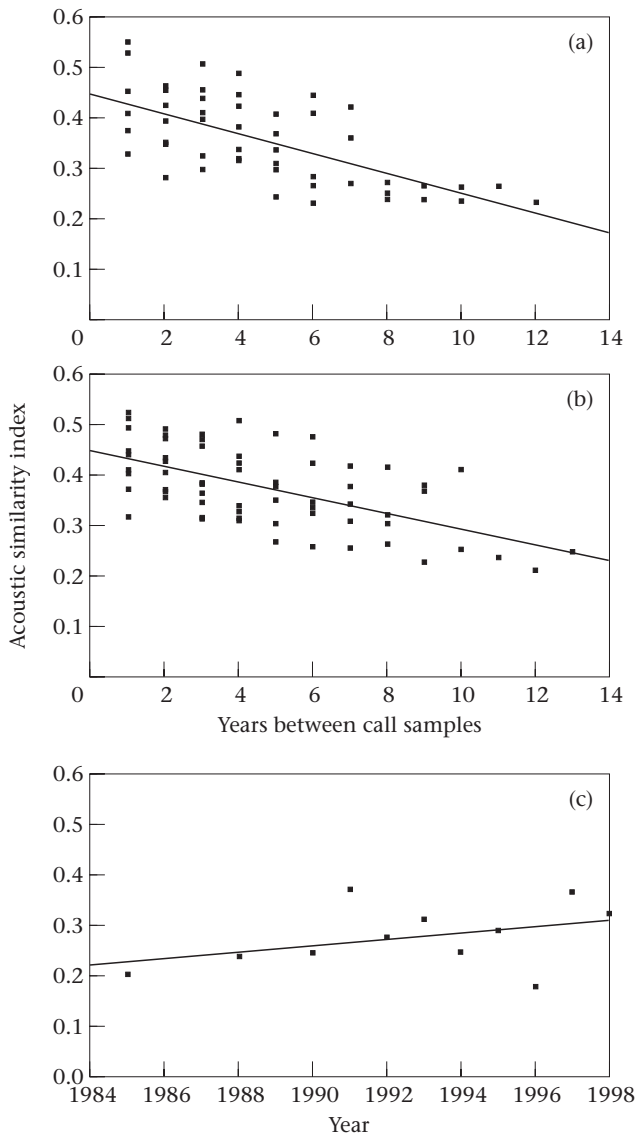 0.6
(a)
0.5
0.4
0.3
0.2
0.1
0 2 4 6 8 10 12 14
0.6
(b)
0.5
0.4
0.3
0.2
0.1
0 2 4 6 8 10 12 14
Years between call samples
Acoustic similarity index
0.6
(c)
0.5
0.4
0.3
0.2
0.1
0.0
1984 1986 1988 1990 1992 1994 1996 1998
Year